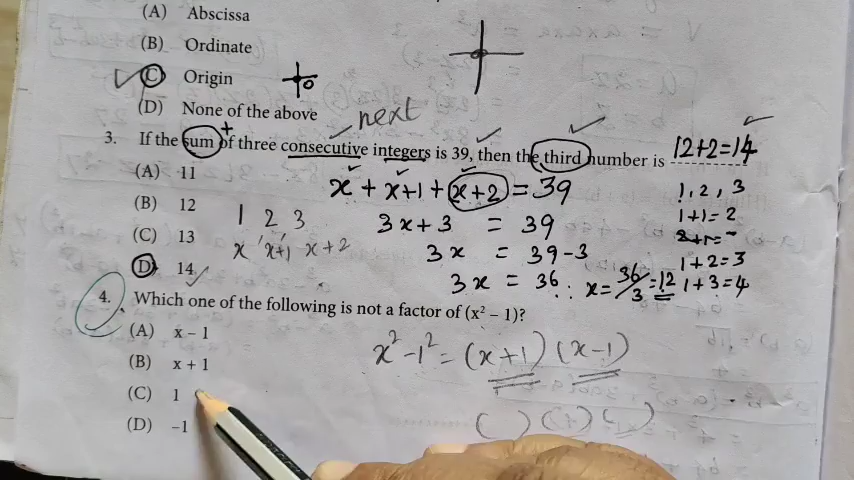 (A) Abscissa
(B) Ordinate
(C) Origin
(D) None of the above
next
3. If the sum of three consecutive integers is 39, then the third number is 12+2=14
+
(A) 11
(B) 12
(C) 13
(D) 14
x + x+1 + x+2 = 39
3x+3 = 39
3x = 39-3
3x = 36 ∴ x = 36/3 = 12
1 2 3
x x+1 x+2
1, 2, 3
1+1=2
1+2=3
1+3=4
4. Which one of the following is not a factor of (x² – 1)?
(A) x – 1
(B) x + 1
(C) 1
(D) –1
x² - 1² = (x+1)(x-1)